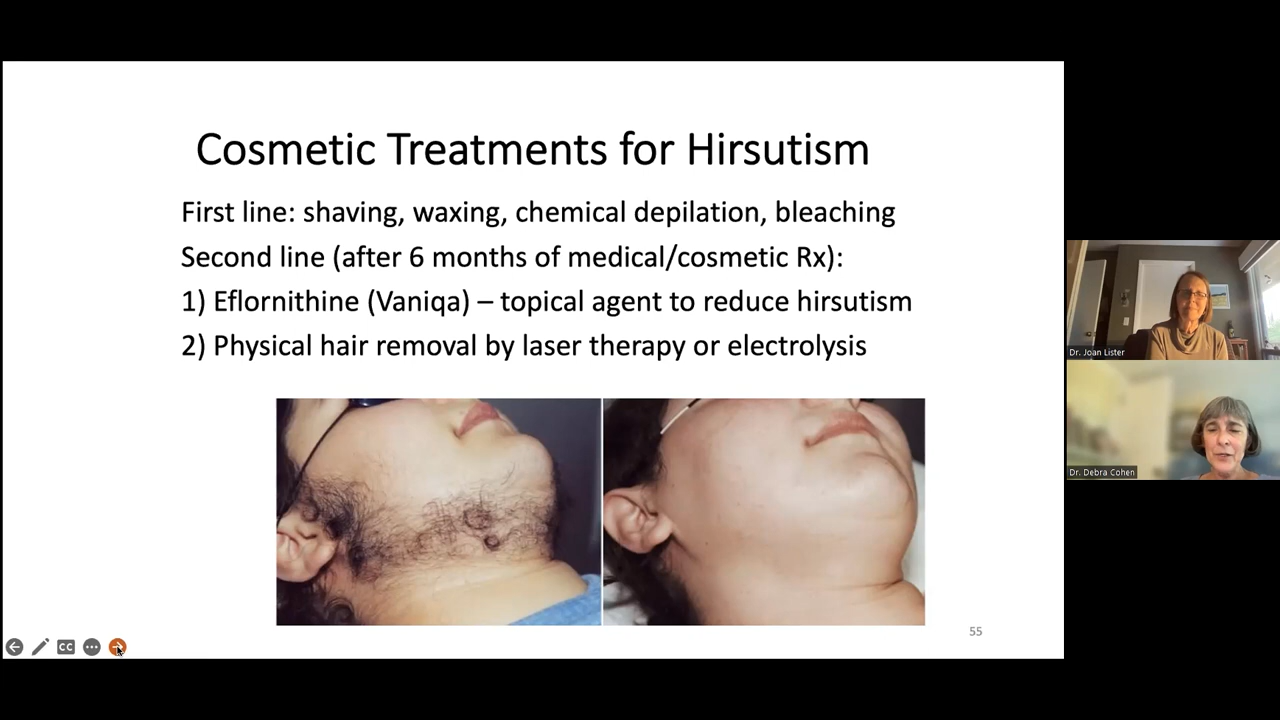 Cosmetic Treatments for Hirsutism
First line: shaving, waxing, chemical depilation, bleaching
Second line (after 6 months of medical/cosmetic Rx):
1) Eflornithine (Vaniqa) – topical agent to reduce hirsutism
2) Physical hair removal by laser therapy or electrolysis
55
CC
Dr. Joan Lister
Dr. Debra Cohen